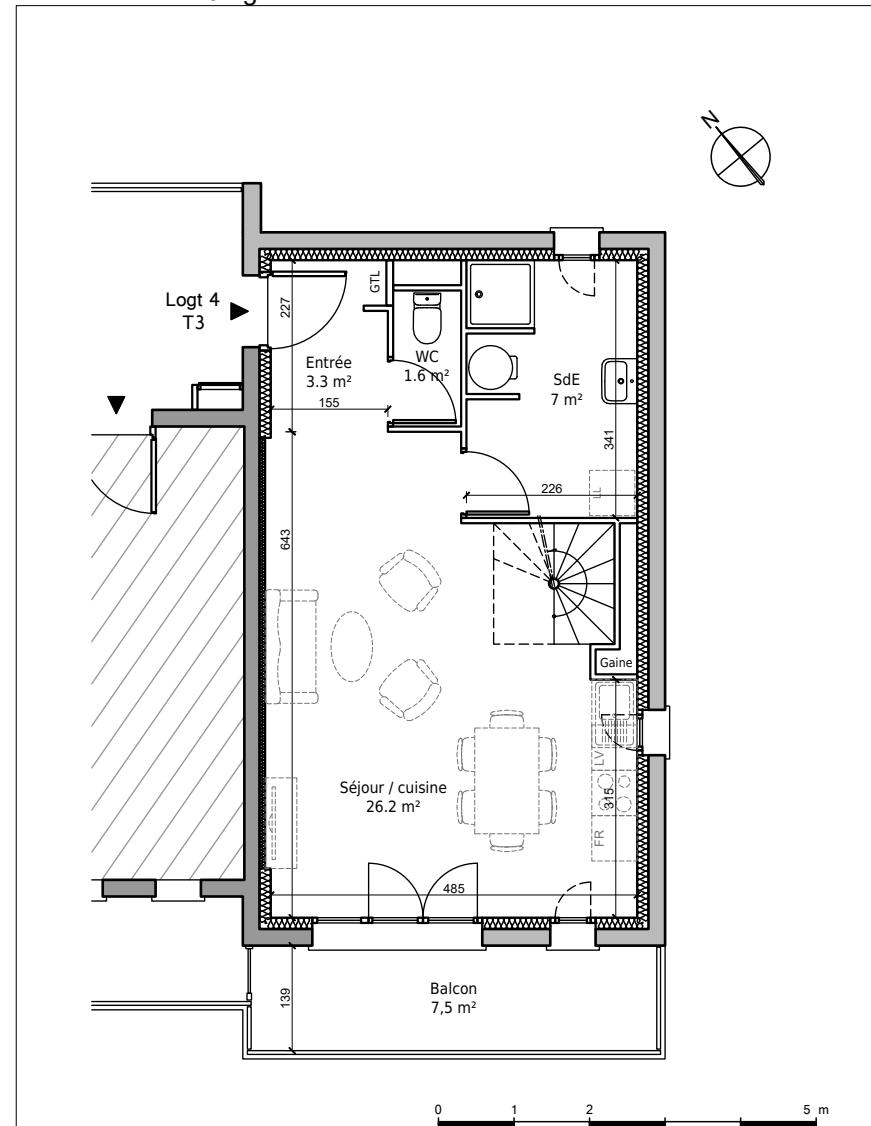 N
Logt 4
T3
227
GTL
Entrée
3.3 m²
155
WC
1.6 m²
SdE
7 m²
341
226
LL
643
Gaine
LV
315
FR
Séjour / cuisine
26.2 m²
485
139
Balcon
7,5 m²
0 1 2 5 m